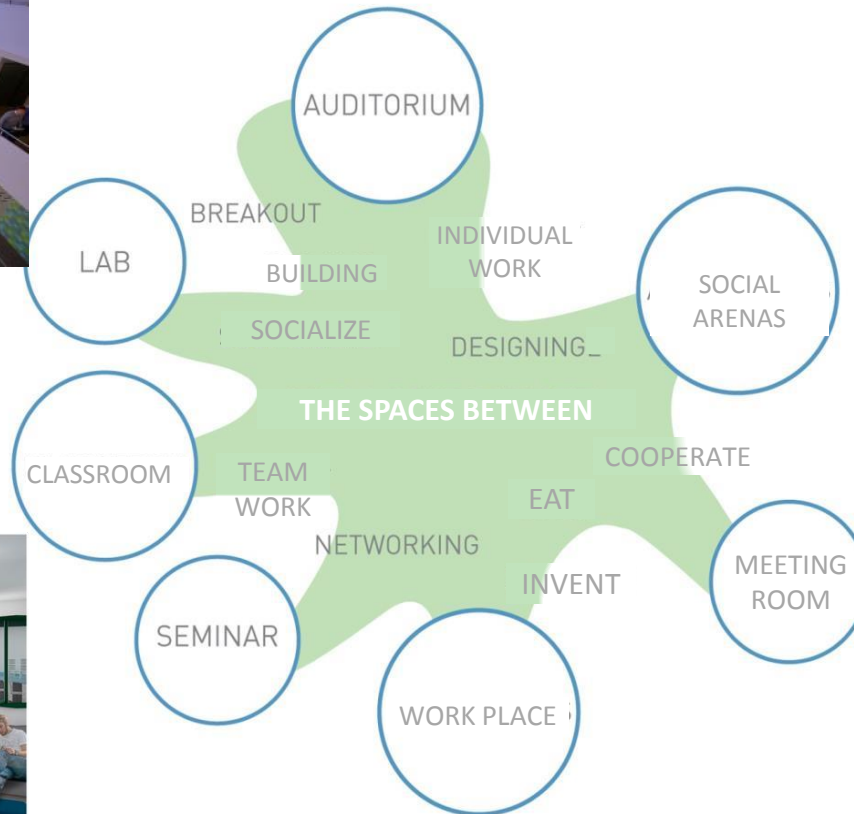 AUDITORIUM
BREAKOUT
INDIVIDUAL
WORK
LAB
BUILDING
SOCIAL
ARENAS
SOCIALIZE
DESIGNING_
THE SPACES BETWEEN
COOPERATE
CLASSROOM
TEAM
WORK
EAT
NETWORKING
INVENT
MEETING
ROOM
SEMINAR
WORK PLACE